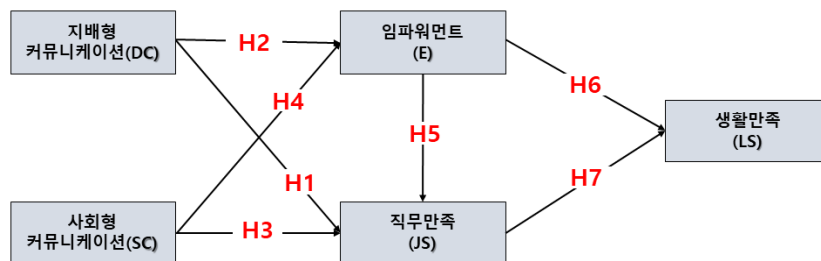 지배형
커뮤니케이션(DC)
H2
임파워먼트
(E)
H4
H6
H5
생활만족
(LS)
H1
H7
사회형
커뮤니케이션(SC)
H3
직무만족
(JS)